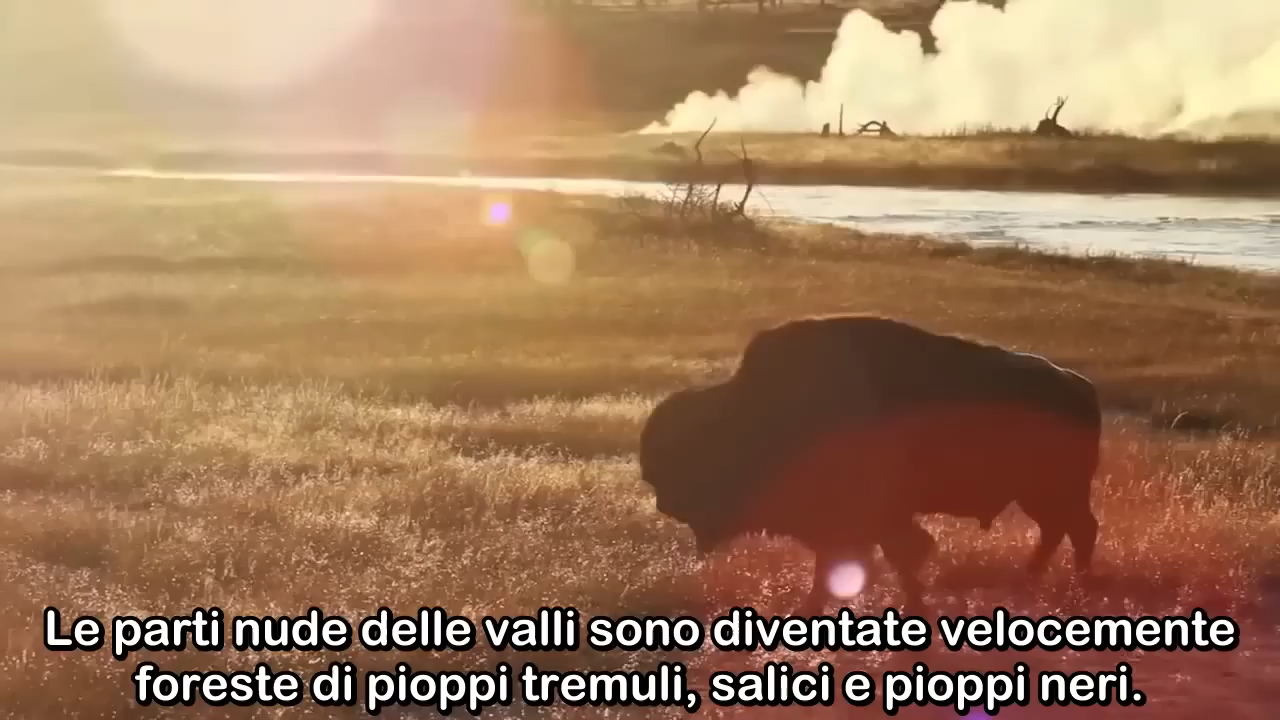 Le parti nude delle valli sono diventate velocemente
foreste di pioppi tremuli, salici e pioppi neri.